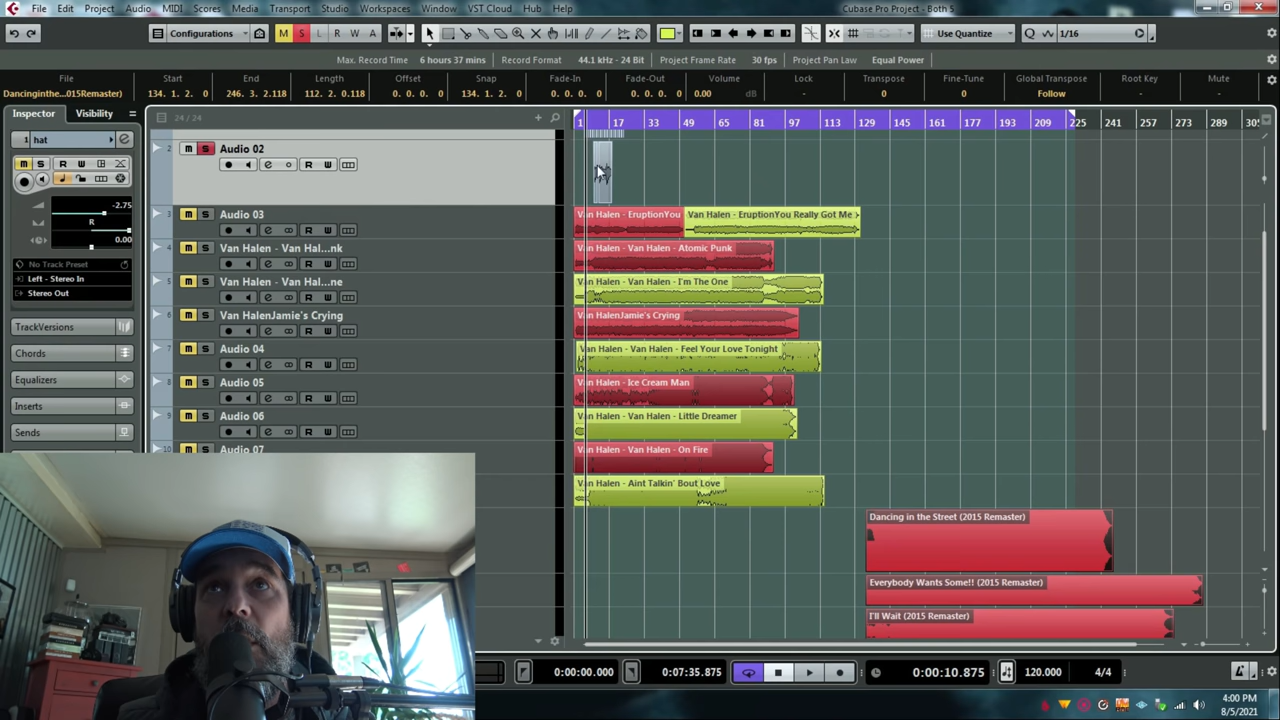 File Edit Project Audio MIDI Scores Media Transport Studio Workspaces Window VST Cloud Hub Help Cubase Pro Project - Both 5
Configurations M S L R W A Use Quantize Q 1/16
Max. Record Time 6 hours 37 mins Record Format 44.1 kHz - 24 Bit Project Frame Rate 30 fps Project Pan Law Equal Power
File Start End Length Offset Snap Fade-In Fade-Out Volume Lock Transpose Fine-Tune Global Transpose Root Key Mute
Dancinginthe...015Remaster) 134. 1. 2. 0 246. 3. 2.118 112. 2. 0.118 0. 0. 0. 0 134. 1. 2. 0 0. 0. 0. 0 0. 0. 0. 0 0.00 dB 0 0 Follow
Inspector Visibility 24 / 24 1 17 33 49 65 81 97 113 129 145 161 177 193 209 225 241 257 273 289
1 hat
2 Audio 02
-2.75
R
0.00
No Track Preset
Left - Stereo In
Stereo Out
TrackVersions
Chords
Equalizers
Inserts
Sends
3 Audio 03 Van Halen - EruptionYou Van Halen - EruptionYou Really Got Me
4 Van Halen - Van Hal...nk Van Halen - Van Halen - Atomic Punk
5 Van Halen - Van Hal...ne Van Halen - Van Halen - I'm The One
6 Van HalenJamie's Crying Van HalenJamie's Crying
7 Audio 04 Van Halen - Van Halen - Feel Your Love Tonight
8 Audio 05 Van Halen - Ice Cream Man
9 Audio 06 Van Halen - Van Halen - Little Dreamer
10 Audio 07 Van Halen - Van Halen - On Fire
Van Halen - Aint Talkin' Bout Love
Dancing in the Street (2015 Remaster)
Everybody Wants Some!! (2015 Remaster)
I'll Wait (2015 Remaster)
0:00:00.000 0:07:35.875 0:00:10.875 120.000 4/4
4:00 PM
8/5/2021